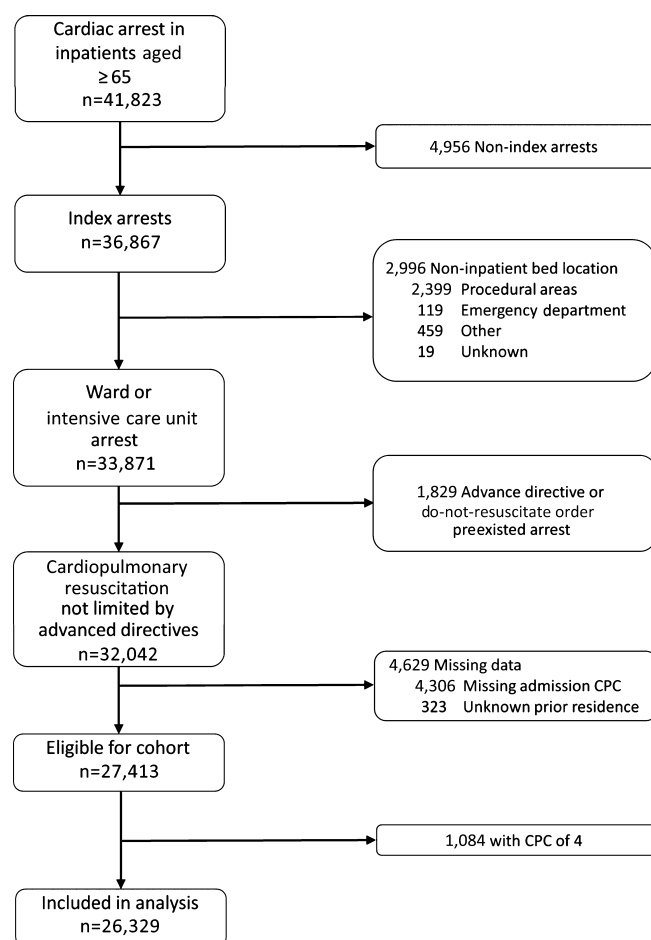 Cardiac arrest in
inpatients aged
≥65
n=41,823
4,956 Non-index arrests
Index arrests
n=36,867
2,996 Non-inpatient bed location
2,399 Procedural areas
119 Emergency department
459 Other
19 Unknown
Ward or
intensive care unit
arrest
n=33,871
1,829 Advance directive or
do-not-resuscitate order
preexisted arrest
Cardiopulmonary
resuscitation
not limited by
advanced directives
n=32,042
4,629 Missing data
4,306 Missing admission CPC
323 Unknown prior residence
Eligible for cohort
n=27,413
1,084 with CPC of 4
Included in analysis
n=26,329